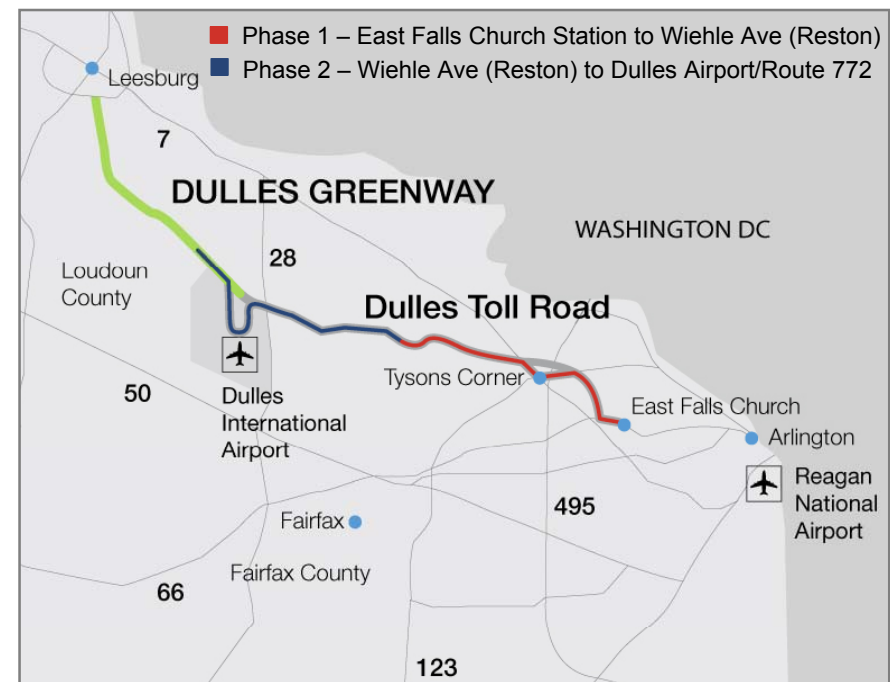 Phase 1 – East Falls Church Station to Wiehle Ave (Reston)
Phase 2 – Wiehle Ave (Reston) to Dulles Airport/Route 772
Leesburg
7
DULLES GREENWAY
WASHINGTON DC
28
Loudoun
County
Dulles Toll Road
Tysons Corner
50
Dulles
International
Airport
East Falls Church
Arlington
Reagan
National
Airport
495
Fairfax
Fairfax County
66
123